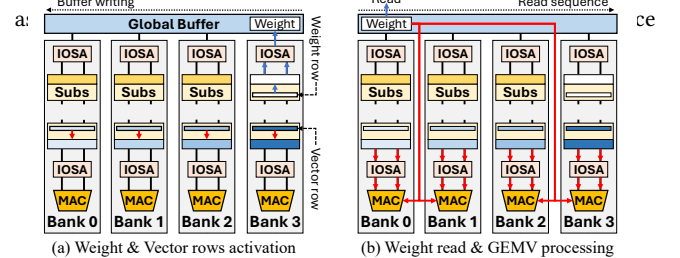 Buffer writing
Global Buffer
Weight
IOSA IOSA IOSA IOSA
Subs Subs Subs
IOSA IOSA IOSA IOSA
MAC MAC MAC MAC
Bank 0 Bank 1 Bank 2 Bank 3
Weight row
Vector row
(a) Weight & Vector rows activation
Read
Read sequence
Weight
IOSA IOSA IOSA IOSA
Subs Subs Subs
IOSA IOSA IOSA IOSA
MAC MAC MAC MAC
Bank 0 Bank 1 Bank 2 Bank 3
(b) Weight read & GEMV processing